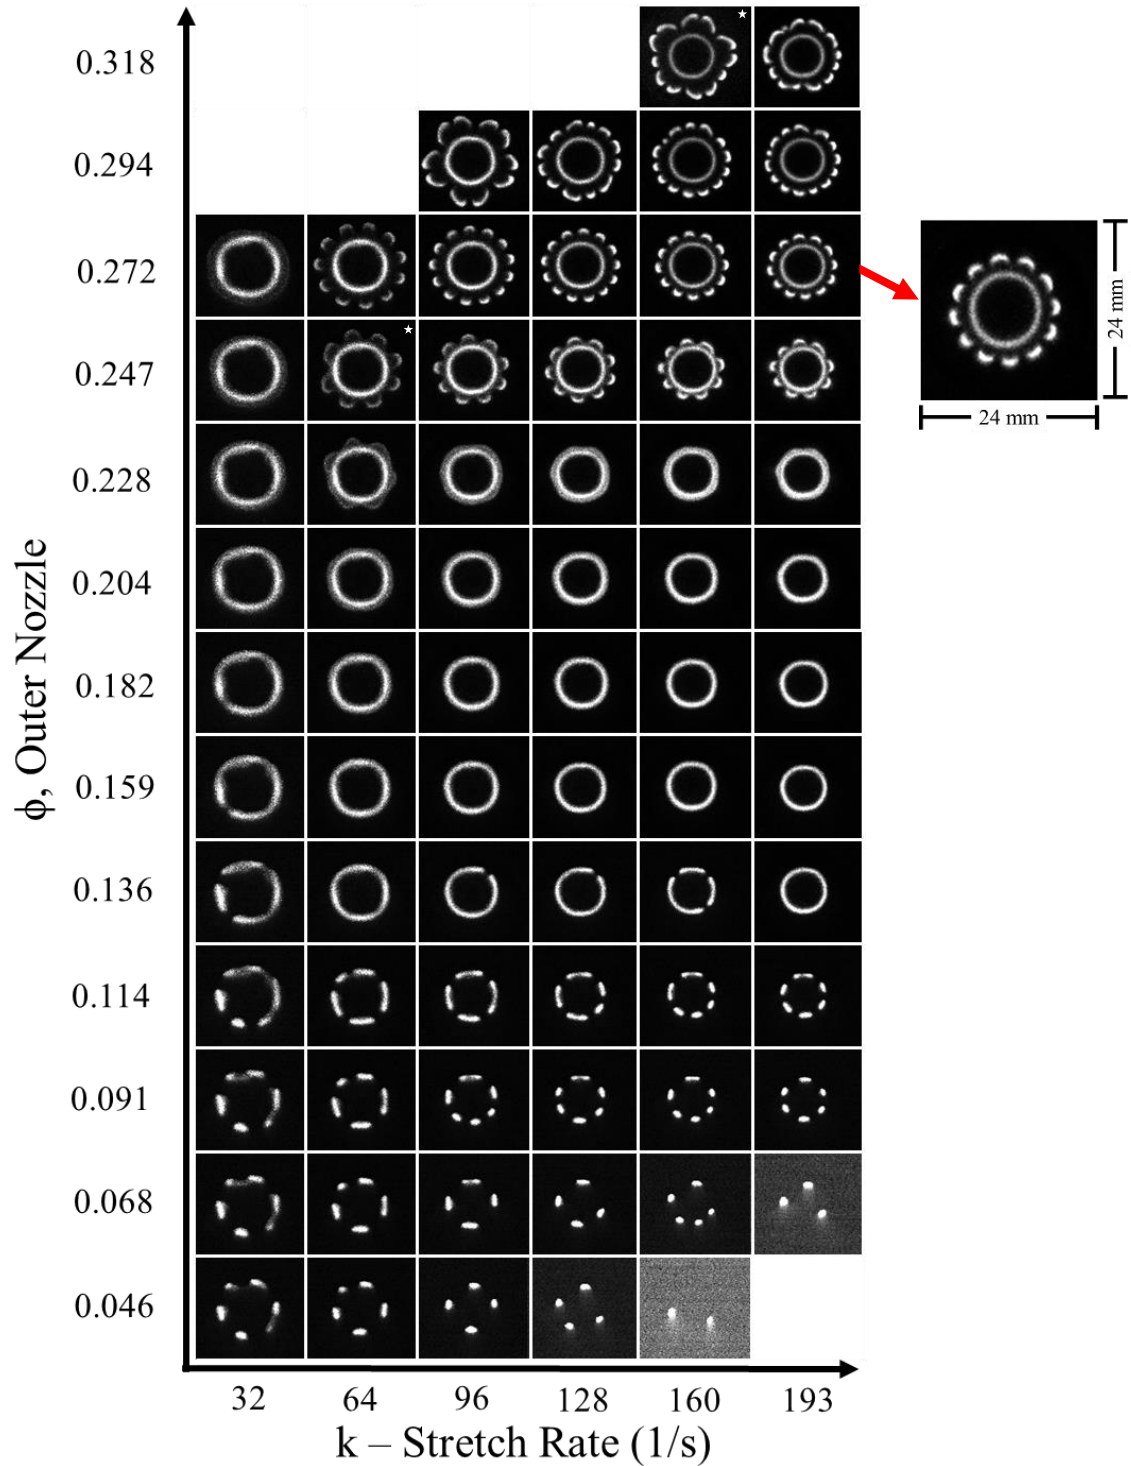 0.318
0.294
0.272
0.247
0.228
0.204
0.182
0.159
0.136
0.114
0.091
0.068
0.046
ϕ, Outer Nozzle
32 64 96 128 160 193
k – Stretch Rate (1/s)
24 mm
24 mm